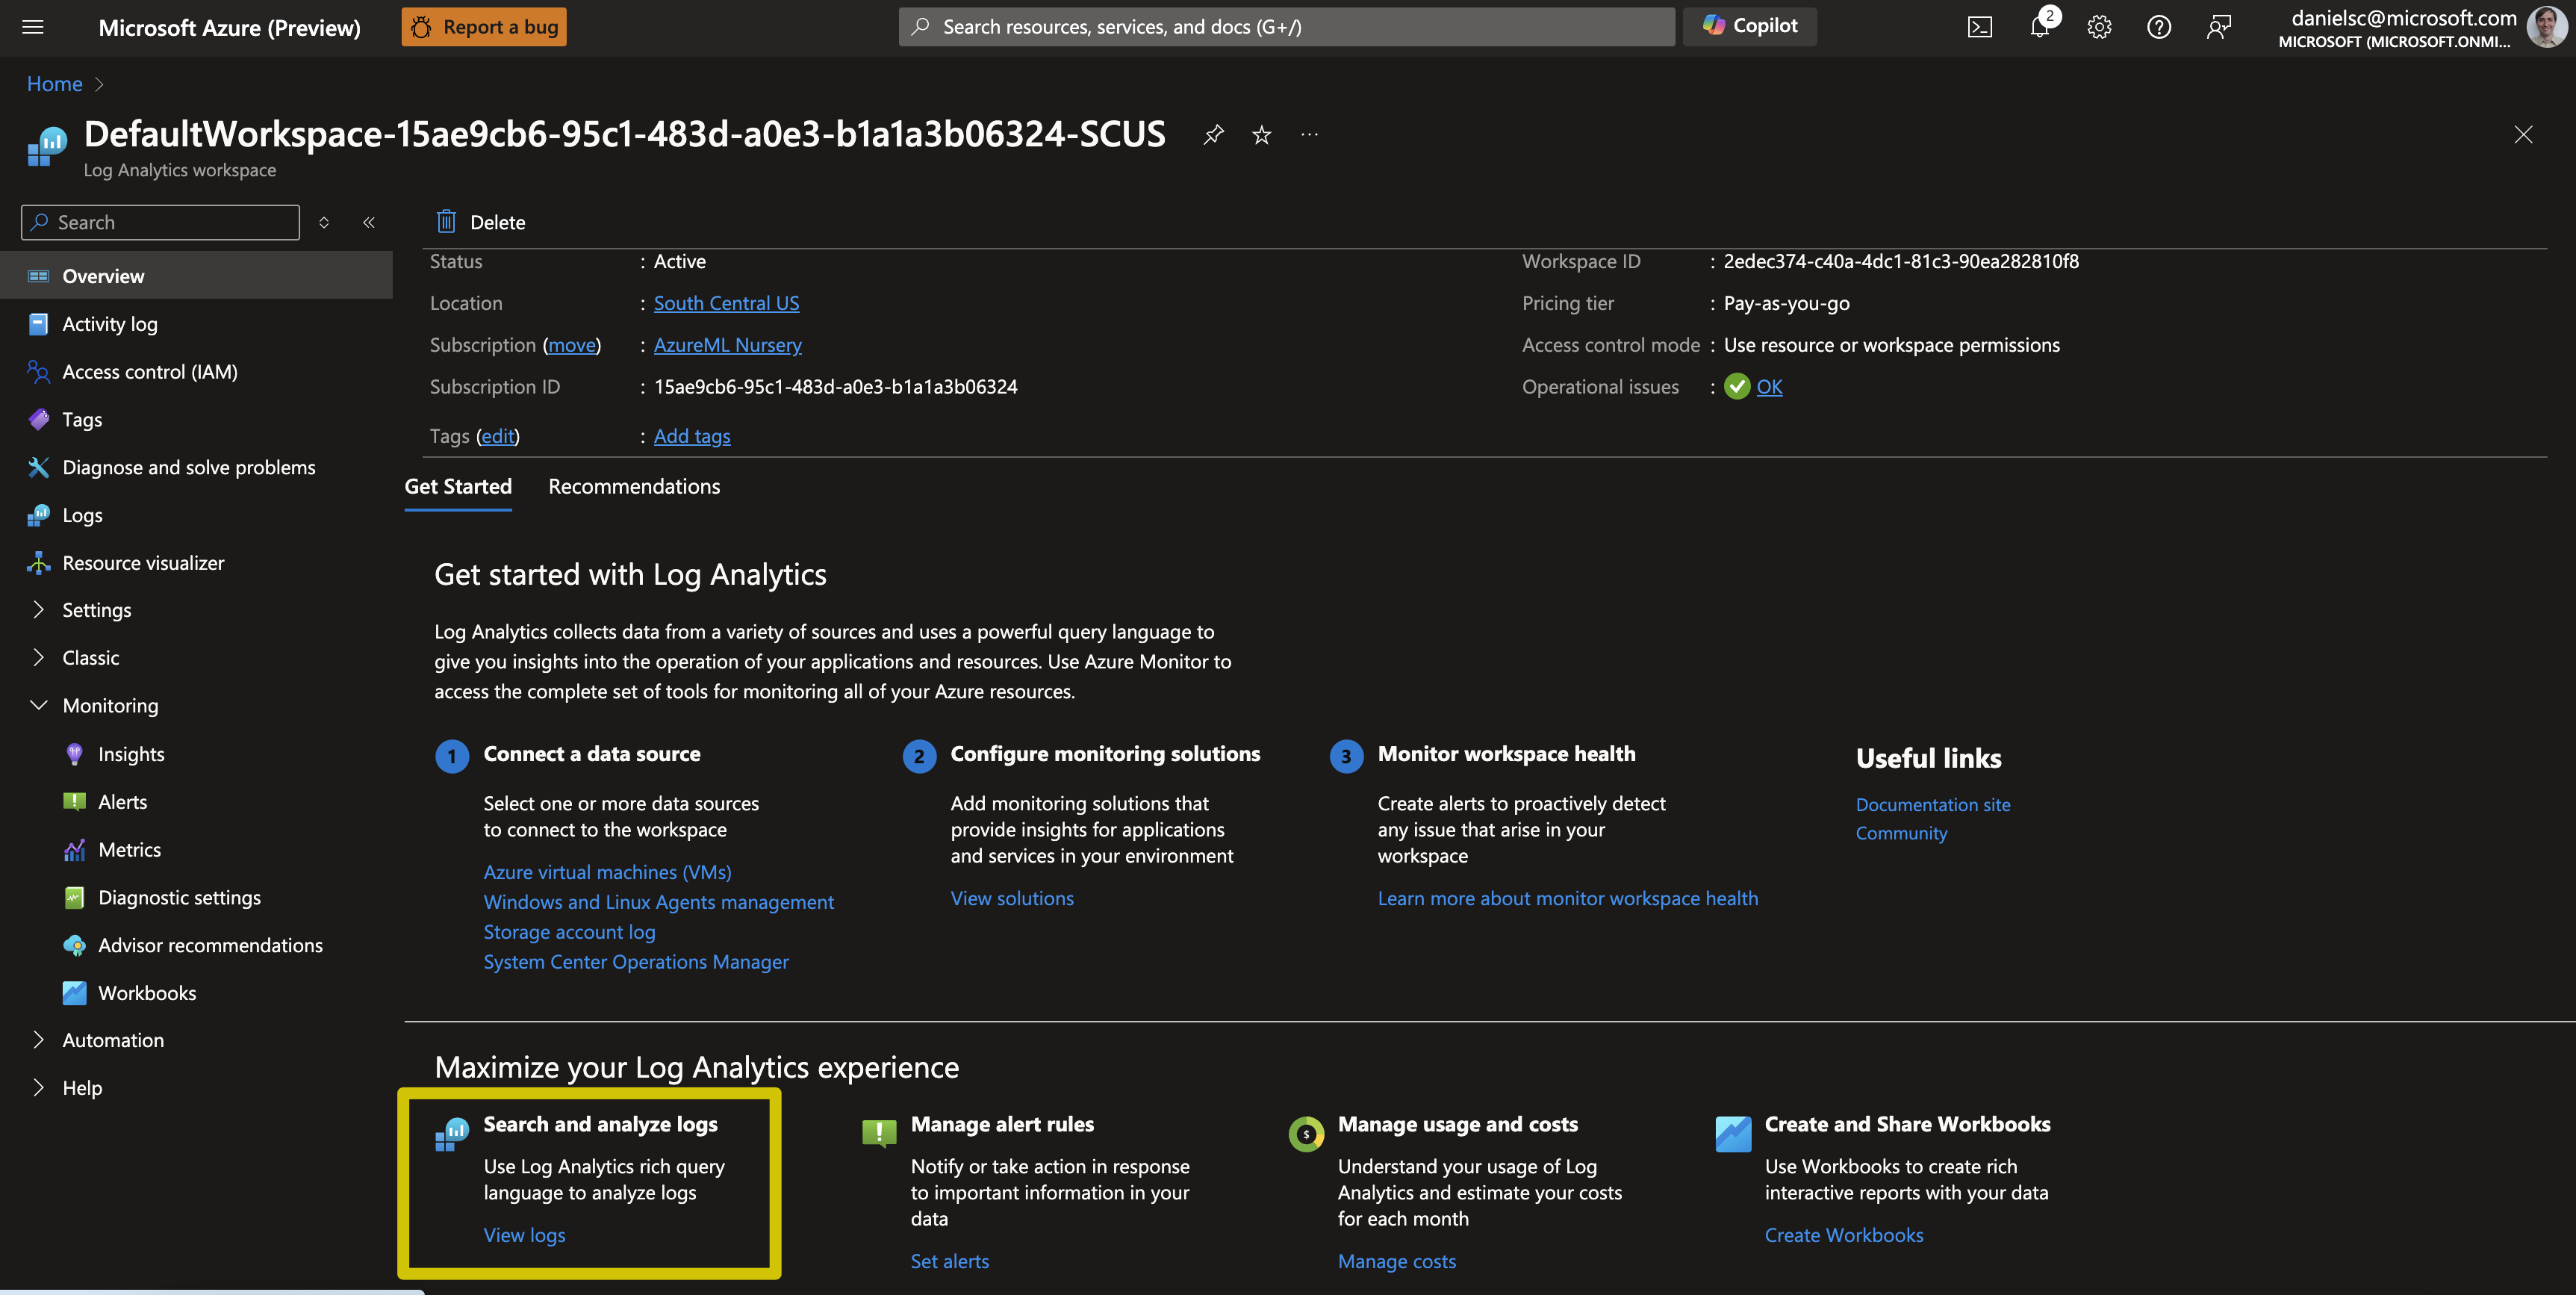 Microsoft Azure (Preview)
Report a bug
Search resources, services, and docs (G+/)
Copilot
2
danielsc@microsoft.com
MICROSOFT (MICROSOFT.ONMI...
Home
DefaultWorkspace-15ae9cb6-95c1-483d-a0e3-b1a1a3b06324-SCUS
Log Analytics workspace
Search
Overview
Activity log
Access control (IAM)
Tags
Diagnose and solve problems
Logs
Resource visualizer
Settings
Classic
Monitoring
Insights
Alerts
Metrics
Diagnostic settings
Advisor recommendations
Workbooks
Automation
Help
Delete
Status : Active
Location : South Central US
Subscription (move) : AzureML Nursery
Subscription ID : 15ae9cb6-95c1-483d-a0e3-b1a1a3b06324
Tags (edit) : Add tags
Workspace ID : 2edec374-c40a-4dc1-81c3-90ea282810f8
Pricing tier : Pay-as-you-go
Access control mode : Use resource or workspace permissions
Operational issues : OK
Get Started
Recommendations
Get started with Log Analytics
Log Analytics collects data from a variety of sources and uses a powerful query language to
give you insights into the operation of your applications and resources. Use Azure Monitor to
access the complete set of tools for monitoring all of your Azure resources.
1 Connect a data source
Select one or more data sources
to connect to the workspace
Azure virtual machines (VMs)
Windows and Linux Agents management
Storage account log
System Center Operations Manager
2 Configure monitoring solutions
Add monitoring solutions that
provide insights for applications
and services in your environment
View solutions
3 Monitor workspace health
Create alerts to proactively detect
any issue that arise in your
workspace
Learn more about monitor workspace health
Useful links
Documentation site
Community
Maximize your Log Analytics experience
Search and analyze logs
Use Log Analytics rich query
language to analyze logs
View logs
Manage alert rules
Notify or take action in response
to important information in your
data
Set alerts
Manage usage and costs
Understand your usage of Log
Analytics and estimate your costs
for each month
Manage costs
Create and Share Workbooks
Use Workbooks to create rich
interactive reports with your data
Create Workbooks